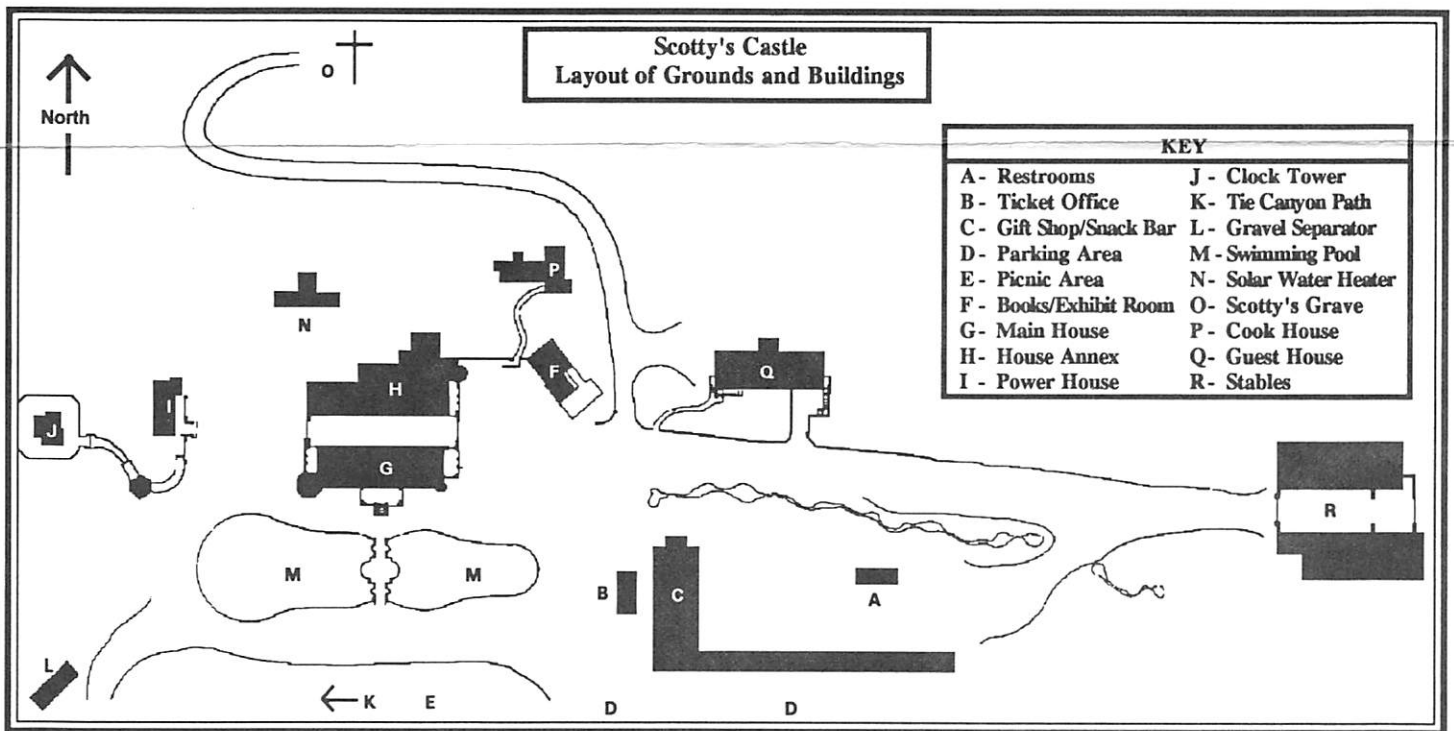 Scotty's Castle
Layout of Grounds and Buildings
North
O
KEY
A - Restrooms
B - Ticket Office
C - Gift Shop/Snack Bar
D - Parking Area
E - Picnic Area
F - Books/Exhibit Room
G - Main House
H - House Annex
I - Power House
J - Clock Tower
K - Tie Canyon Path
L - Gravel Separator
M - Swimming Pool
N - Solar Water Heater
O - Scotty's Grave
P - Cook House
Q - Guest House
R - Stables
P
N
F
Q
H
I
J
G
R
M
M
B
C
A
L
K
E
D
D